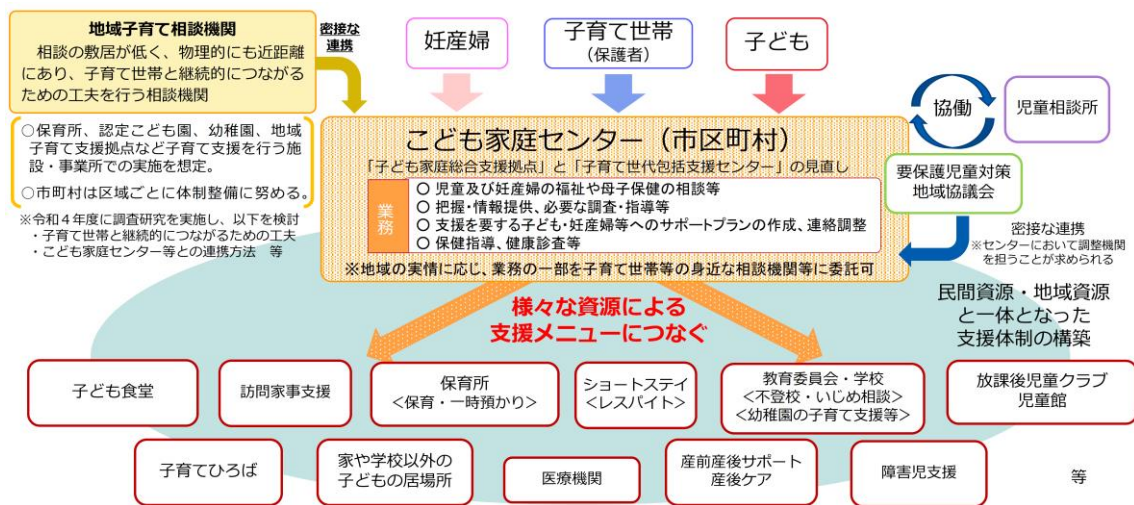 地域子育て相談機関
相談の敷居が低く、物理的にも近距離
にあり、子育て世帯と継続的につながる
ための工夫を行う相談機関
密接な
連携
妊産婦
子育て世帯
（保護者）
子ども
○保育所、認定こども園、幼稚園、地域
子育て支援拠点など子育て支援を行う施
設・事業所での実施を想定。
○市町村は区域ごとに体制整備に努める。
※令和４年度に調査研究を実施し、以下を検討
・子育て世帯と継続的につながるための工夫
・こども家庭センター等との連携方法　等
こども家庭センター（市区町村）
「子ども家庭総合支援拠点」と「子育て世代包括支援センター」の見直し
業務
○ 児童及び妊産婦の福祉や母子保健の相談等
○ 把握・情報提供、必要な調査・指導等
○ 支援を要する子ども・妊産婦等へのサポートプランの作成、連絡調整
○ 保健指導、健康診査等
※地域の実情に応じ、業務の一部を子育て世帯等の身近な相談機関等に委託可
協働
児童相談所
要保護児童対策
地域協議会
密接な連携
※センターにおいて調整機関
を担うことが求められる
様々な資源による
支援メニューにつなぐ
民間資源・地域資源
と一体となった
支援体制の構築
子ども食堂
訪問家事支援
保育所
<保育・一時預かり>
ショートステイ
<レスパイト>
教育委員会・学校
<不登校・いじめ相談>
<幼稚園の子育て支援等>
放課後児童クラブ
児童館
子育てひろば
家や学校以外の
子どもの居場所
医療機関
産前産後サポート
産後ケア
障害児支援
等